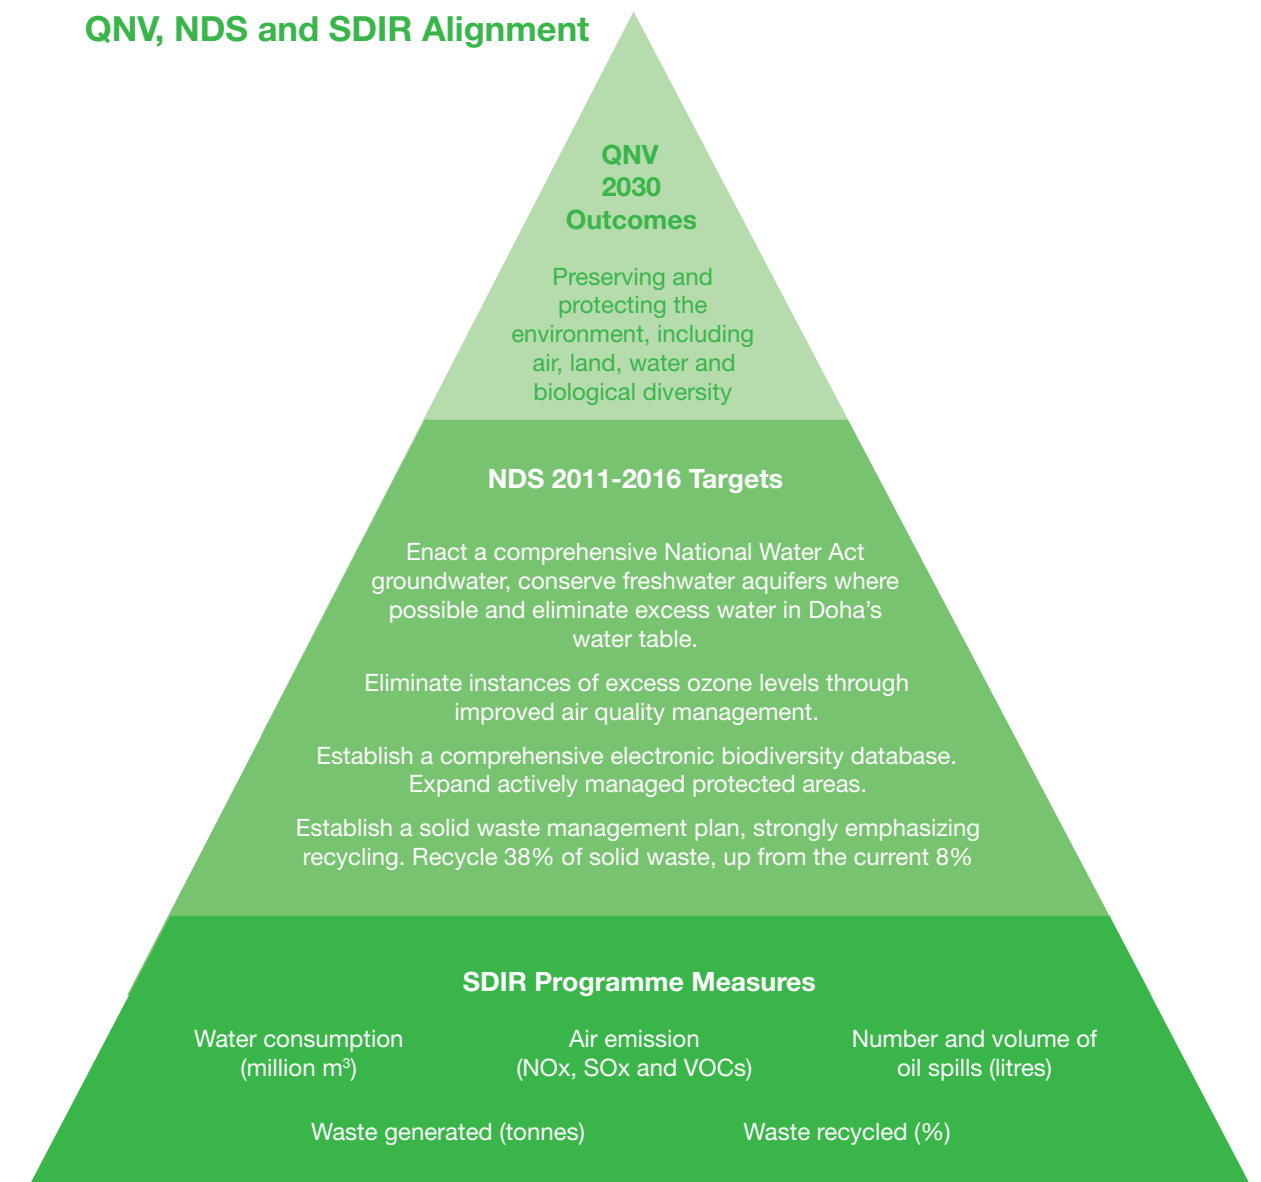 QNV, NDS and SDIR Alignment
QNV
2030
Outcomes
Preserving and
protecting the
environment, including
air, land, water and
biological diversity
NDS 2011-2016 Targets
Enact a comprehensive National Water Act
groundwater, conserve freshwater aquifers where
possible and eliminate excess water in Doha’s
water table.
Eliminate instances of excess ozone levels through
improved air quality management.
Establish a comprehensive electronic biodiversity database.
Expand actively managed protected areas.
Establish a solid waste management plan, strongly emphasizing
recycling. Recycle 38% of solid waste, up from the current 8%
SDIR Programme Measures
Water consumption
(million m³)
Air emission
(NOx, SOx and VOCs)
Number and volume of
oil spills (litres)
Waste generated (tonnes)
Waste recycled (%)